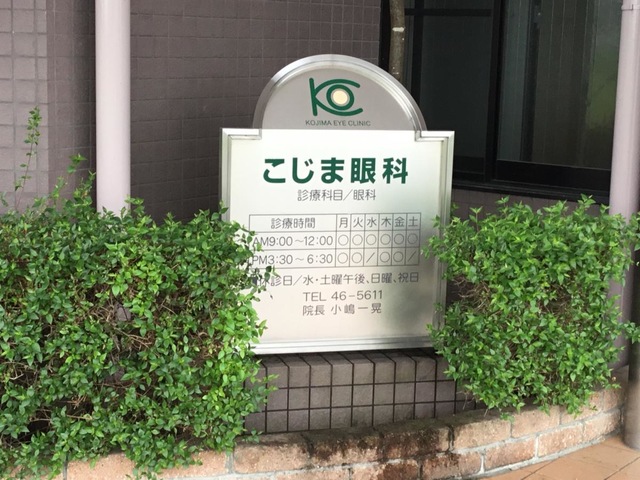 KO
KOJIMA EYE CLINIC
こじま眼科
診療科目/眼科
診療時間 月 火 水 木 金 土
AM9:00~12:00 ○ ○ ○ ○ ○ ○
PM3:30~6:30 ○ ○ / ○ ○ /
休診日/水・土曜午後、日曜、祝日
TEL 46-5611
院長 小嶋一晃